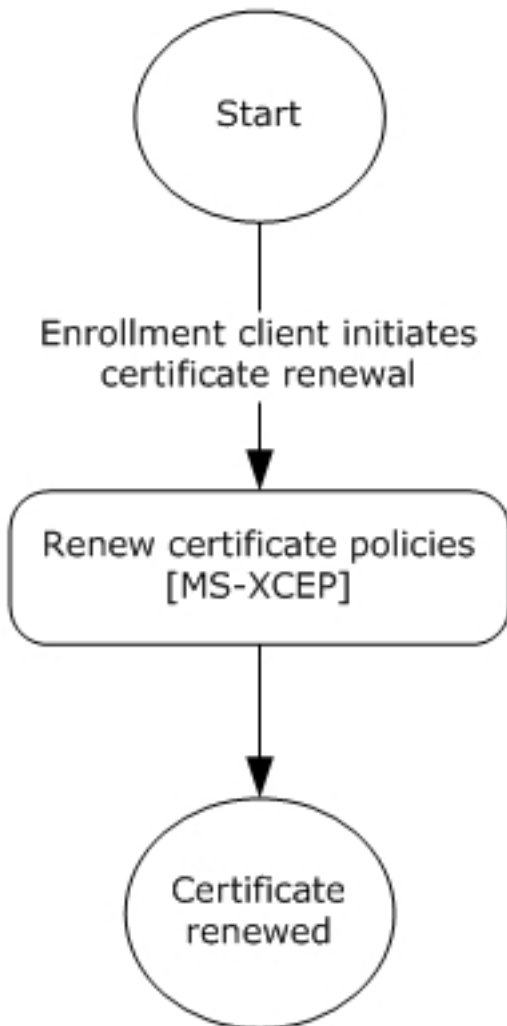 Start
Enrollment client initiates
certificate renewal
Renew certificate policies
[MS-XCEP]
Certificate
renewed